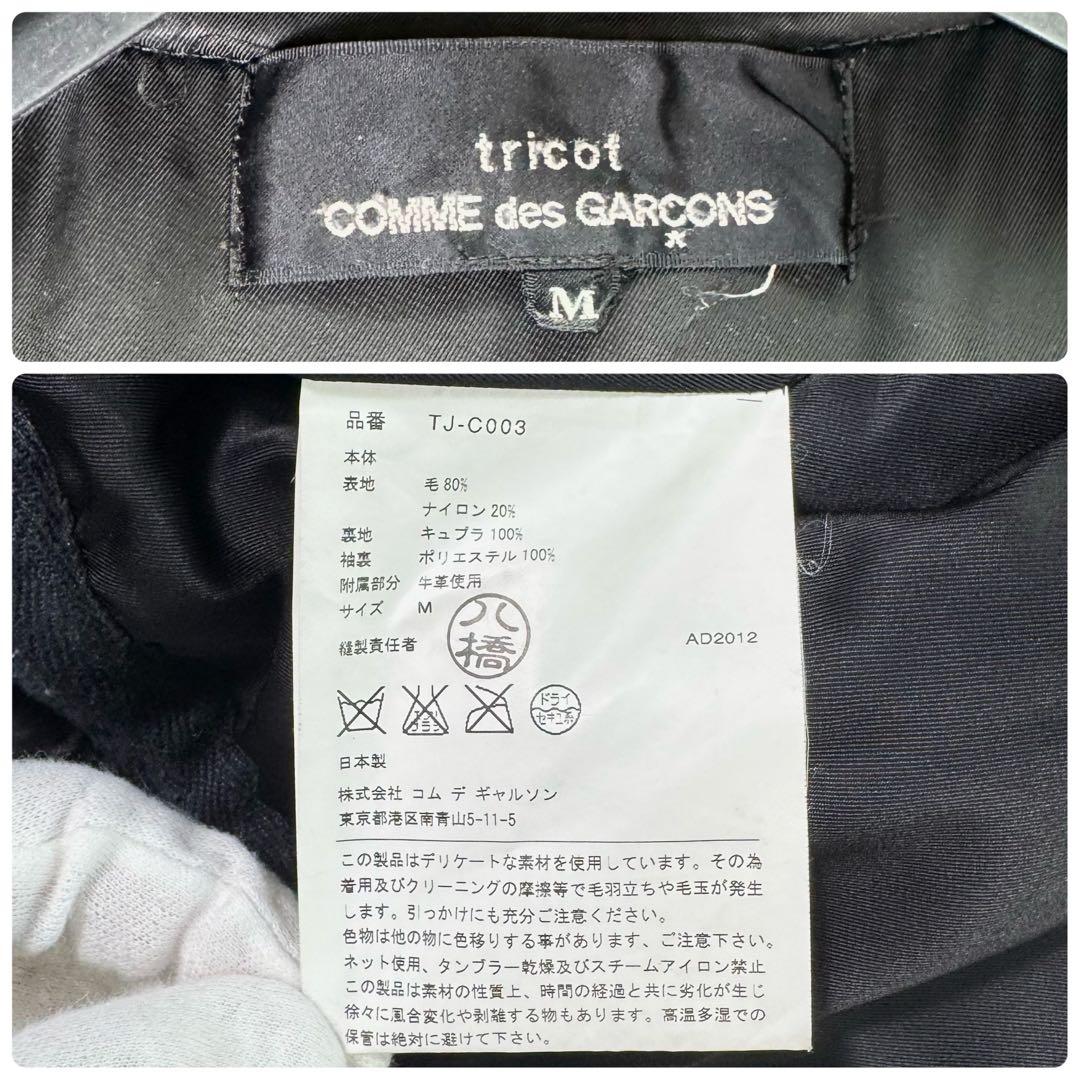 tricot
COMME des GARÇONS
*
M
品番 TJ-C003
本体
表地 毛 80%
ナイロン 20%
裏地 キュプラ 100%
袖裏 ポリエステル 100%
附属部分 牛革使用
サイズ M
縫製責任者 八橋 AD2012
エンソ
サラシ
ドライ
セキユ系
日本製
株式会社 コム デ ギャルソン
東京都港区南青山5-11-5
この製品はデリケートな素材を使用しています。その為
着用及びクリーニングの摩擦等で毛羽立ちや毛玉が発生
します。引っかけにも充分ご注意ください。
色物は他の物に色移りする事があります、ご注意下さい。
ネット使用、タンブラー乾燥及びスチームアイロン禁止
この製品は素材の性質上、時間の経過と共に劣化が生じ
徐々に風合変化や剥離する物もあります。高温多湿での
保管は絶対に避けて下さい。